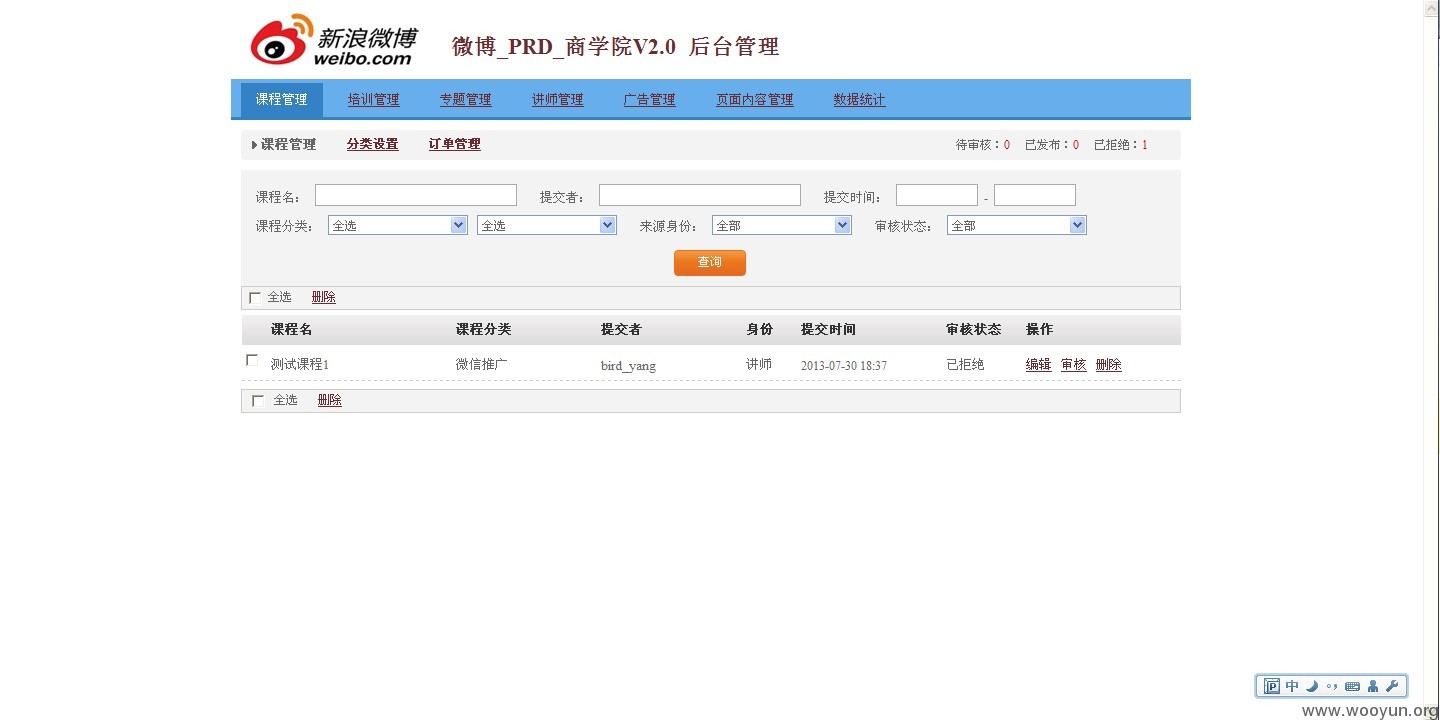 新浪微博
weibo.com
微博_PRD_商学院V2.0 后台管理
课程管理 培训管理 专题管理 讲师管理 广告管理 页面内容管理 数据统计
课程管理 分类设置 订单管理 待审核：0 已发布：0 已拒绝：1
课程名： 提交者： 提交时间： -
课程分类： 全选 全选 来源身份： 全部 审核状态： 全部
查询
全选 删除
课程名 课程分类 提交者 身份 提交时间 审核状态 操作
测试课程1 微信推广 bird_yang 讲师 2013-07-30 18:37 已拒绝 编辑 审核 删除
全选 删除
中
www.wooyun.org